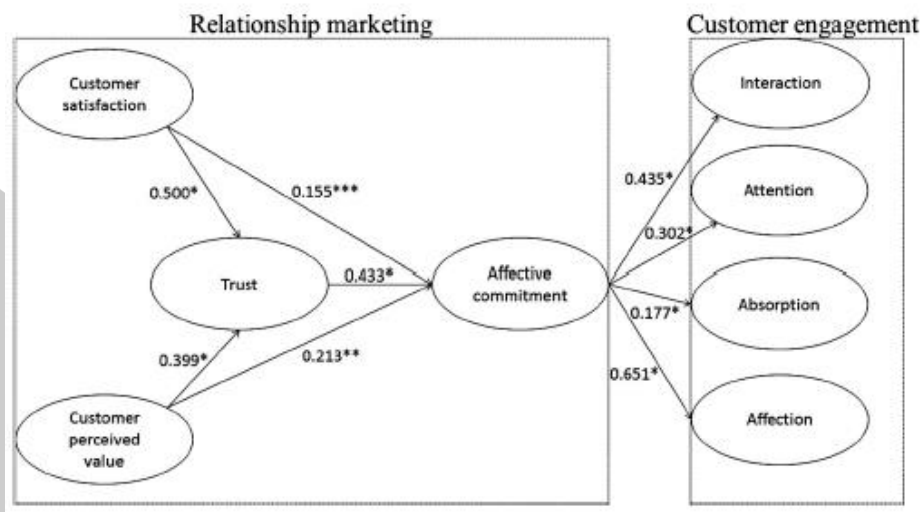 Relationship marketing
Customer engagement
Customer
satisfaction
Interaction
0.500*
0.155***
0.435*
Attention
0.302*
Trust
0.433*
Affective
commitment
Absorption
0.177*
0.399*
0.213**
0.651*
Customer
perceived
value
Affection